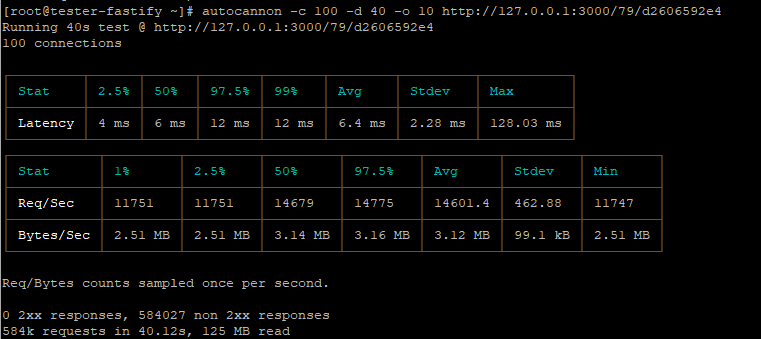 [root@tester-fastify ~]# autocannon -c 100 -d 40 -o 10 http://127.0.0.1:3000/79/d2606592e4
Running 40s test @ http://127.0.0.1:3000/79/d2606592e4
100 connections
Stat 2.5% 50% 97.5% 99% Avg Stdev Max
Latency 4 ms 6 ms 12 ms 12 ms 6.4 ms 2.28 ms 128.03 ms
Stat 1% 2.5% 50% 97.5% Avg Stdev Min
Req/Sec 11751 11751 14679 14775 14601.4 462.88 11747
Bytes/Sec 2.51 MB 2.51 MB 3.14 MB 3.16 MB 3.12 MB 99.1 kB 2.51 MB
Req/Bytes counts sampled once per second.
0 2xx responses, 584027 non 2xx responses
584k requests in 40.12s, 125 MB read